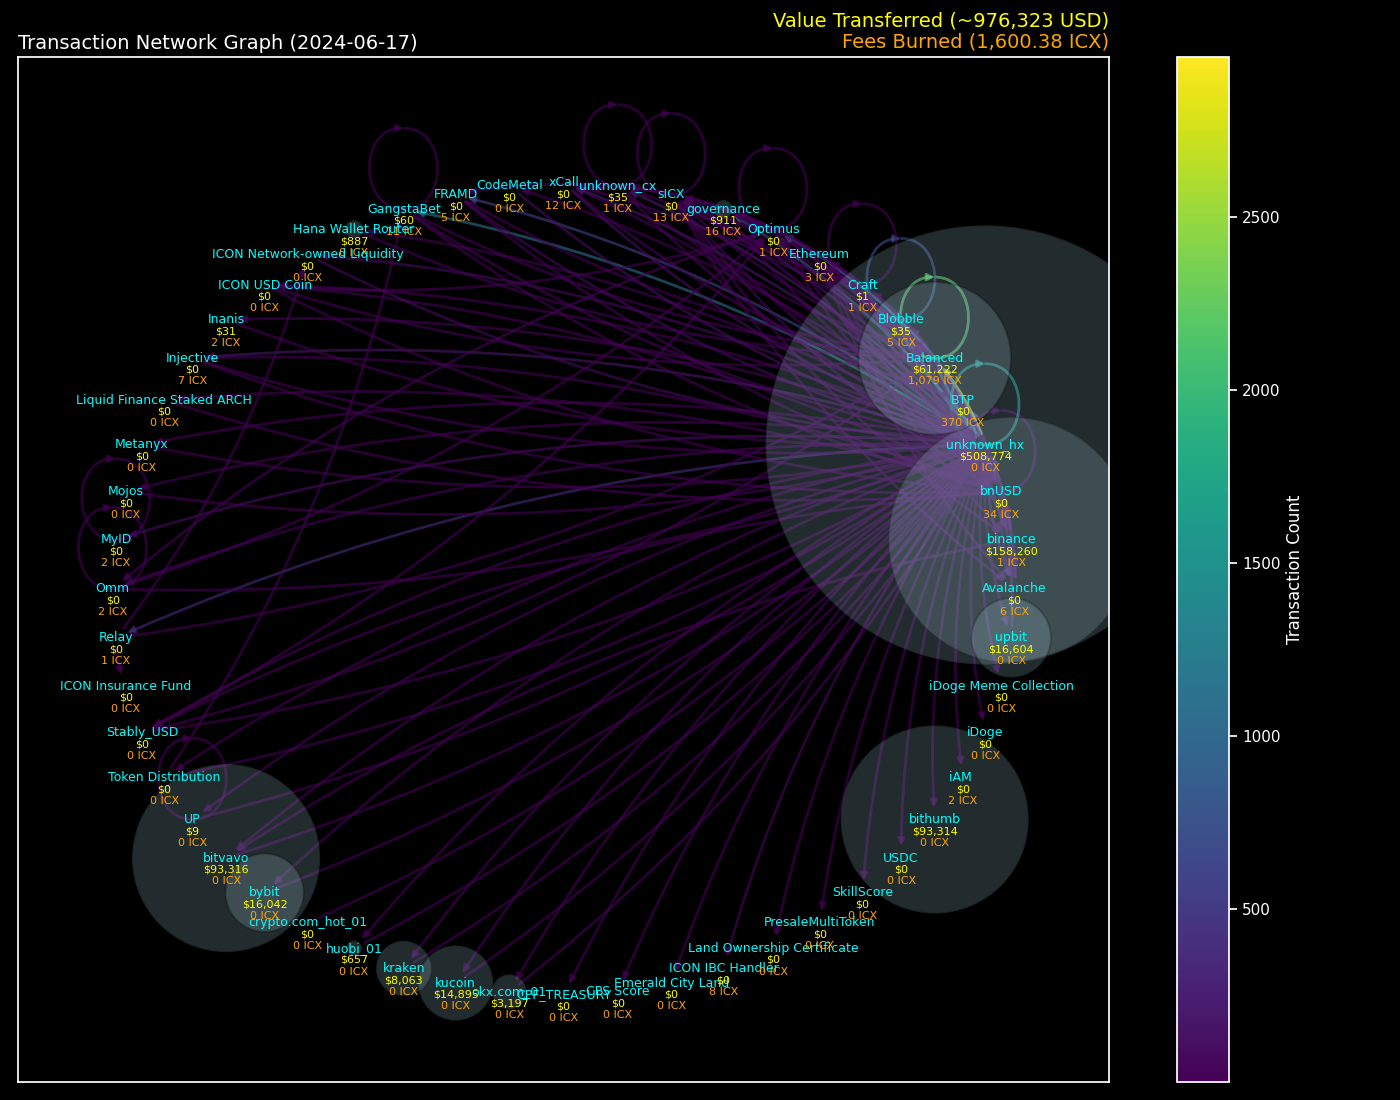 Value Transferred (~976,323 USD)
Transaction Network Graph (2024-06-17)
Fees Burned (1,600.38 ICX)
unknown_hx
$508,774
0 ICX
BTP
$0
370 ICX
Balanced
$61,222
1,079 ICX
Blobble
$35
5 ICX
Craft
$1
1 ICX
Ethereum
$0
3 ICX
Optimus
$0
1 ICX
governance
$911
16 ICX
sICX
$0
13 ICX
unknown_cx
$35
1 ICX
xCall
$0
12 ICX
CodeMetal
$0
0 ICX
FRAMD
$0
5 ICX
GangstaBet
$60
11 ICX
Hana Wallet Router
$887
ICX
ICON Network-owned Liquidity
$0
0 ICX
ICON USD Coin
$0
0 ICX
Inanis
$31
2 ICX
Injective
$0
7 ICX
Liquid Finance Staked ARCH
$0
0 ICX
Metanyx
$0
0 ICX
Mojos
$0
0 ICX
MyID
$0
2 ICX
Omm
$0
2 ICX
Relay
$0
1 ICX
ICON Insurance Fund
$0
0 ICX
Stably_USD
$0
0 ICX
Token Distribution
$0
0 ICX
UP
$9
0 ICX
bitvavo
$93,316
0 ICX
bybit
$16,042
0 ICX
crypto.com_hot_01
$0
0 ICX
huobi_01
$657
0 ICX
kraken
$8,063
0 ICX
kucoin
$14,895
0 ICX
okx.com_01
$3,197
0 ICX
CPF_TREASURY
$0
0 ICX
CPS Score
$0
0 ICX
Emerald City Land
$0
0 ICX
ICON IBC Handler
$0
8 ICX
Land Ownership Certificate
$0
0 ICX
PresaleMultiToken
$0
0 ICX
SkillScore
$0
0 ICX
USDC
$0
0 ICX
bithumb
$93,314
0 ICX
iAM
$0
2 ICX
iDoge
$0
0 ICX
iDoge Meme Collection
$0
0 ICX
upbit
$16,604
0 ICX
Avalanche
$0
6 ICX
binance
$158,260
1 ICX
bnUSD
$0
34 ICX
2500
2000
1500
1000
500
Transaction Count